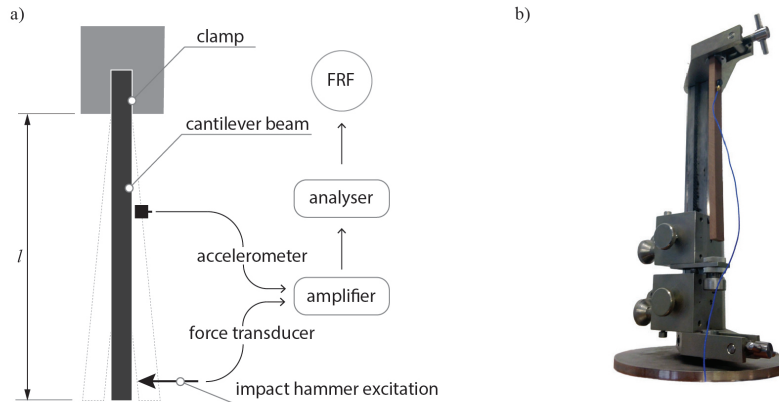 a)
clamp
FRF
cantilever beam
analyser
l
accelerometer
amplifier
force transducer
impact hammer excitation
b)